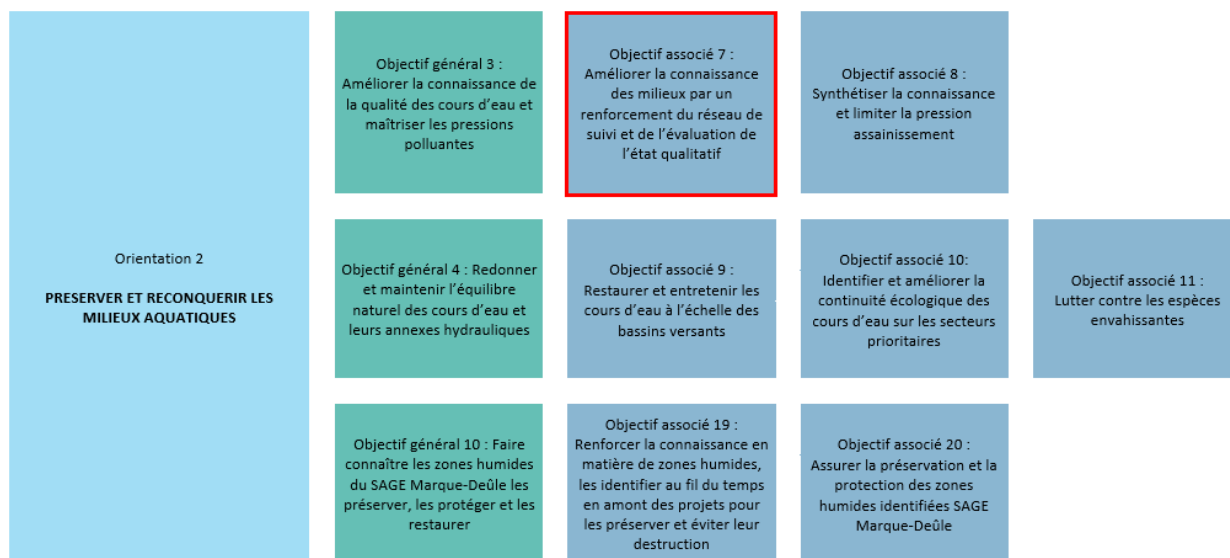 Orientation 2
PRESERVER ET RECONQUERIR LES
MILIEUX AQUATIQUES
Objectif général 3 :
Améliorer la connaissance de
la qualité des cours d’eau et
maîtriser les pressions
polluantes
Objectif associé 7 :
Améliorer la connaissance
des milieux par un
renforcement du réseau de
suivi et de l’évaluation de
l’état qualitatif
Objectif associé 8 :
Synthétiser la connaissance
et limiter la pression
assainissement
Objectif général 4 : Redonner
et maintenir l’équilibre
naturel des cours d’eau et
leurs annexes hydrauliques
Objectif associé 9 :
Restaurer et entretenir les
cours d’eau à l’échelle des
bassins versants
Objectif associé 10:
Identifier et améliorer la
continuité écologique des
cours d’eau sur les secteurs
prioritaires
Objectif associé 11 :
Lutter contre les espèces
envahissantes
Objectif général 10 : Faire
connaître les zones humides
du SAGE Marque-Deûle les
préserver, les protéger et les
restaurer
Objectif associé 19 :
Renforcer la connaissance en
matière de zones humides,
les identifier au fil du temps
en amont des projets pour
les préserver et éviter leur
destruction
Objectif associé 20 :
Assurer la préservation et la
protection des zones
humides identifiées SAGE
Marque-Deûle